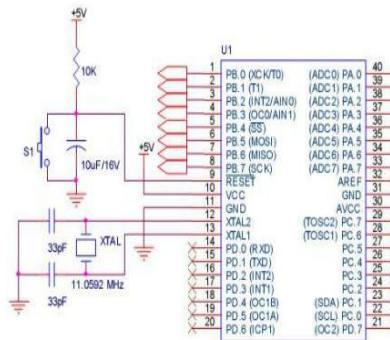 +5V
10K
S1
10uF/16V
+5V
33pF
XTAL
11.0592 MHz
33pF
U1
1 PB.0 (XCK/T0) (ADC0) PA.0 40
2 PB.1 (T1) (ADC1) PA.1 39
3 PB.2 (INT2/AIN0) (ADC2) PA.2 38
4 PB.3 (OC0/AIN1) (ADC3) PA.3 37
5 PB.4 (SS) (ADC4) PA.4 36
6 PB.5 (MOSI) (ADC5) PA.5 35
7 PB.6 (MISO) (ADC6) PA.6 34
8 PB.7 (SCK) (ADC7) PA.7 33
9 RESET AREF 32
10 VCC GND 31
11 GND AVCC 30
12 XTAL2 (TOSC2) PC.7 29
13 XTAL1 (TOSC1) PC.6 28
14 PD.0 (RXD) PC.5 27
15 PD.1 (TXD) PC.4 26
16 PD.2 (INT2) PC.3 25
17 PD.3 (INT1) PC.2 24
18 PD.4 (OC1B) (SDA) PC.1 23
19 PD.5 (OC1A) (SCL) PC.0 22
20 PD.6 (ICP1) (OC2) PD.7 21